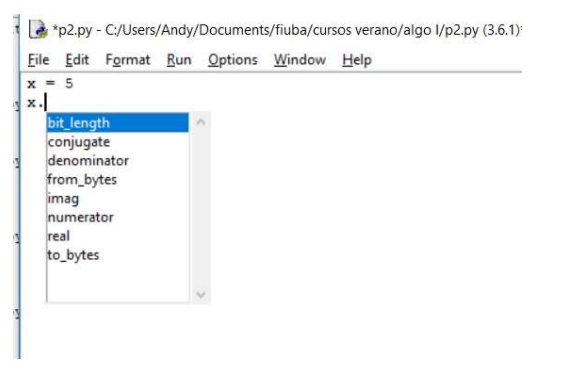 *p2.py - C:/Users/Andy/Documents/fiuba/cursos verano/algo I/p2.py (3.6.1)*
File Edit Format Run Options Window Help
x = 5
x.
bit_length
conjugate
denominator
from_bytes
imag
numerator
real
to_bytes